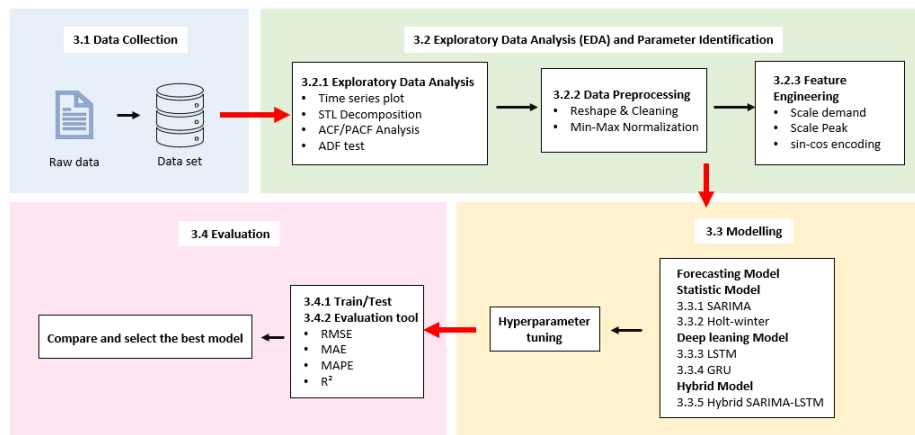 3.1 Data Collection
Raw data
Data set
3.2 Exploratory Data Analysis (EDA) and Parameter Identification
3.2.1 Exploratory Data Analysis
• Time series plot
• STL Decomposition
• ACF/PACF Analysis
• ADF test
3.2.2 Data Preprocessing
• Reshape & Cleaning
• Min-Max Normalization
3.2.3 Feature
Engineering
• Scale demand
• Scale Peak
• sin-cos encoding
3.3 Modelling
Forecasting Model
Statistic Model
3.3.1 SARIMA
3.3.2 Holt-winter
Deep leaning Model
3.3.3 LSTM
3.3.4 GRU
Hybrid Model
3.3.5 Hybrid SARIMA-LSTM
Hyperparameter
tuning
3.4 Evaluation
3.4.1 Train/Test
3.4.2 Evaluation tool
• RMSE
• MAE
• MAPE
• R²
Compare and select the best model